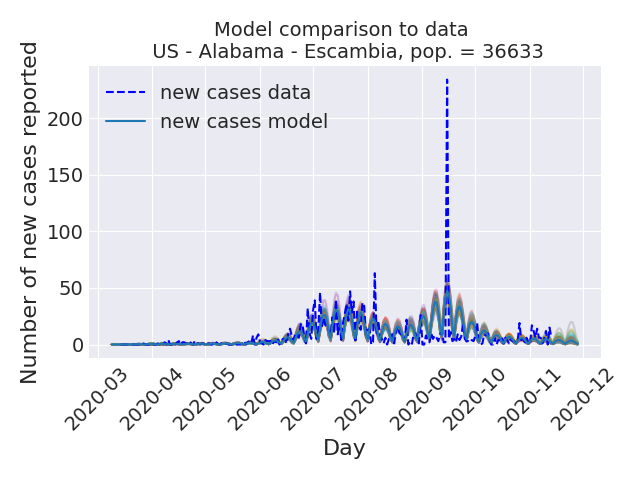 Model comparison to data
US - Alabama - Escambia, pop. = 36633
Number of new cases reported
new cases data
new cases model
200
150
100
50
0
2020-03
2020-04
2020-05
2020-06
2020-07
2020-08
2020-09
2020-10
2020-11
2020-12
Day